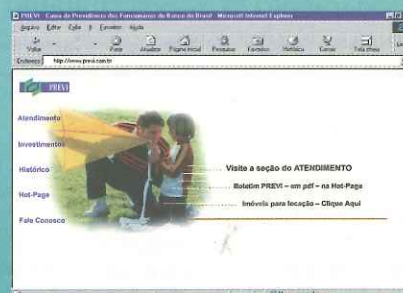 PREVI - Caixa de Previdência dos Funcionários do Banco do Brasil - Microsoft Internet Explorer
Arquivo Editar Exibir Ir Favoritos Ajuda
Voltar Parar Atualizar Página inicial Pesquisar Favoritos Histórico Correio Tela cheia
Endereço http://www.previ.com.br
PREVI
Atendimento
Investimentos
Histórico
Hot-Page
Fale Conosco
Visite a seção do ATENDIMENTO
Boletim PREVI – em pdf – na Hot-Page
Imóveis para locação – Clique Aqui